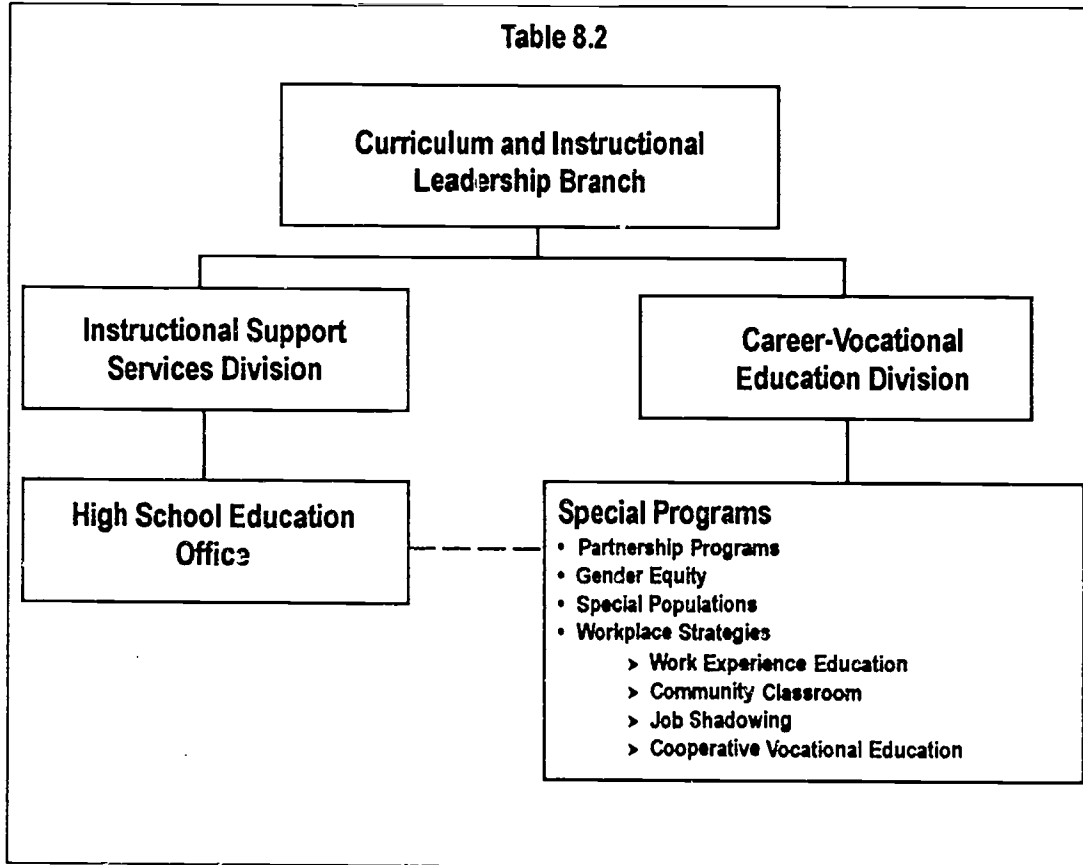 Table 8.2
Curriculum and Instructional
Leadership Branch
Instructional Support
Services Division
Career-Vocational
Education Division
High School Education
Office
Special Programs
• Partnership Programs
• Gender Equity
• Special Populations
• Workplace Strategies
➤ Work Experience Education
➤ Community Classroom
➤ Job Shadowing
➤ Cooperative Vocational Education